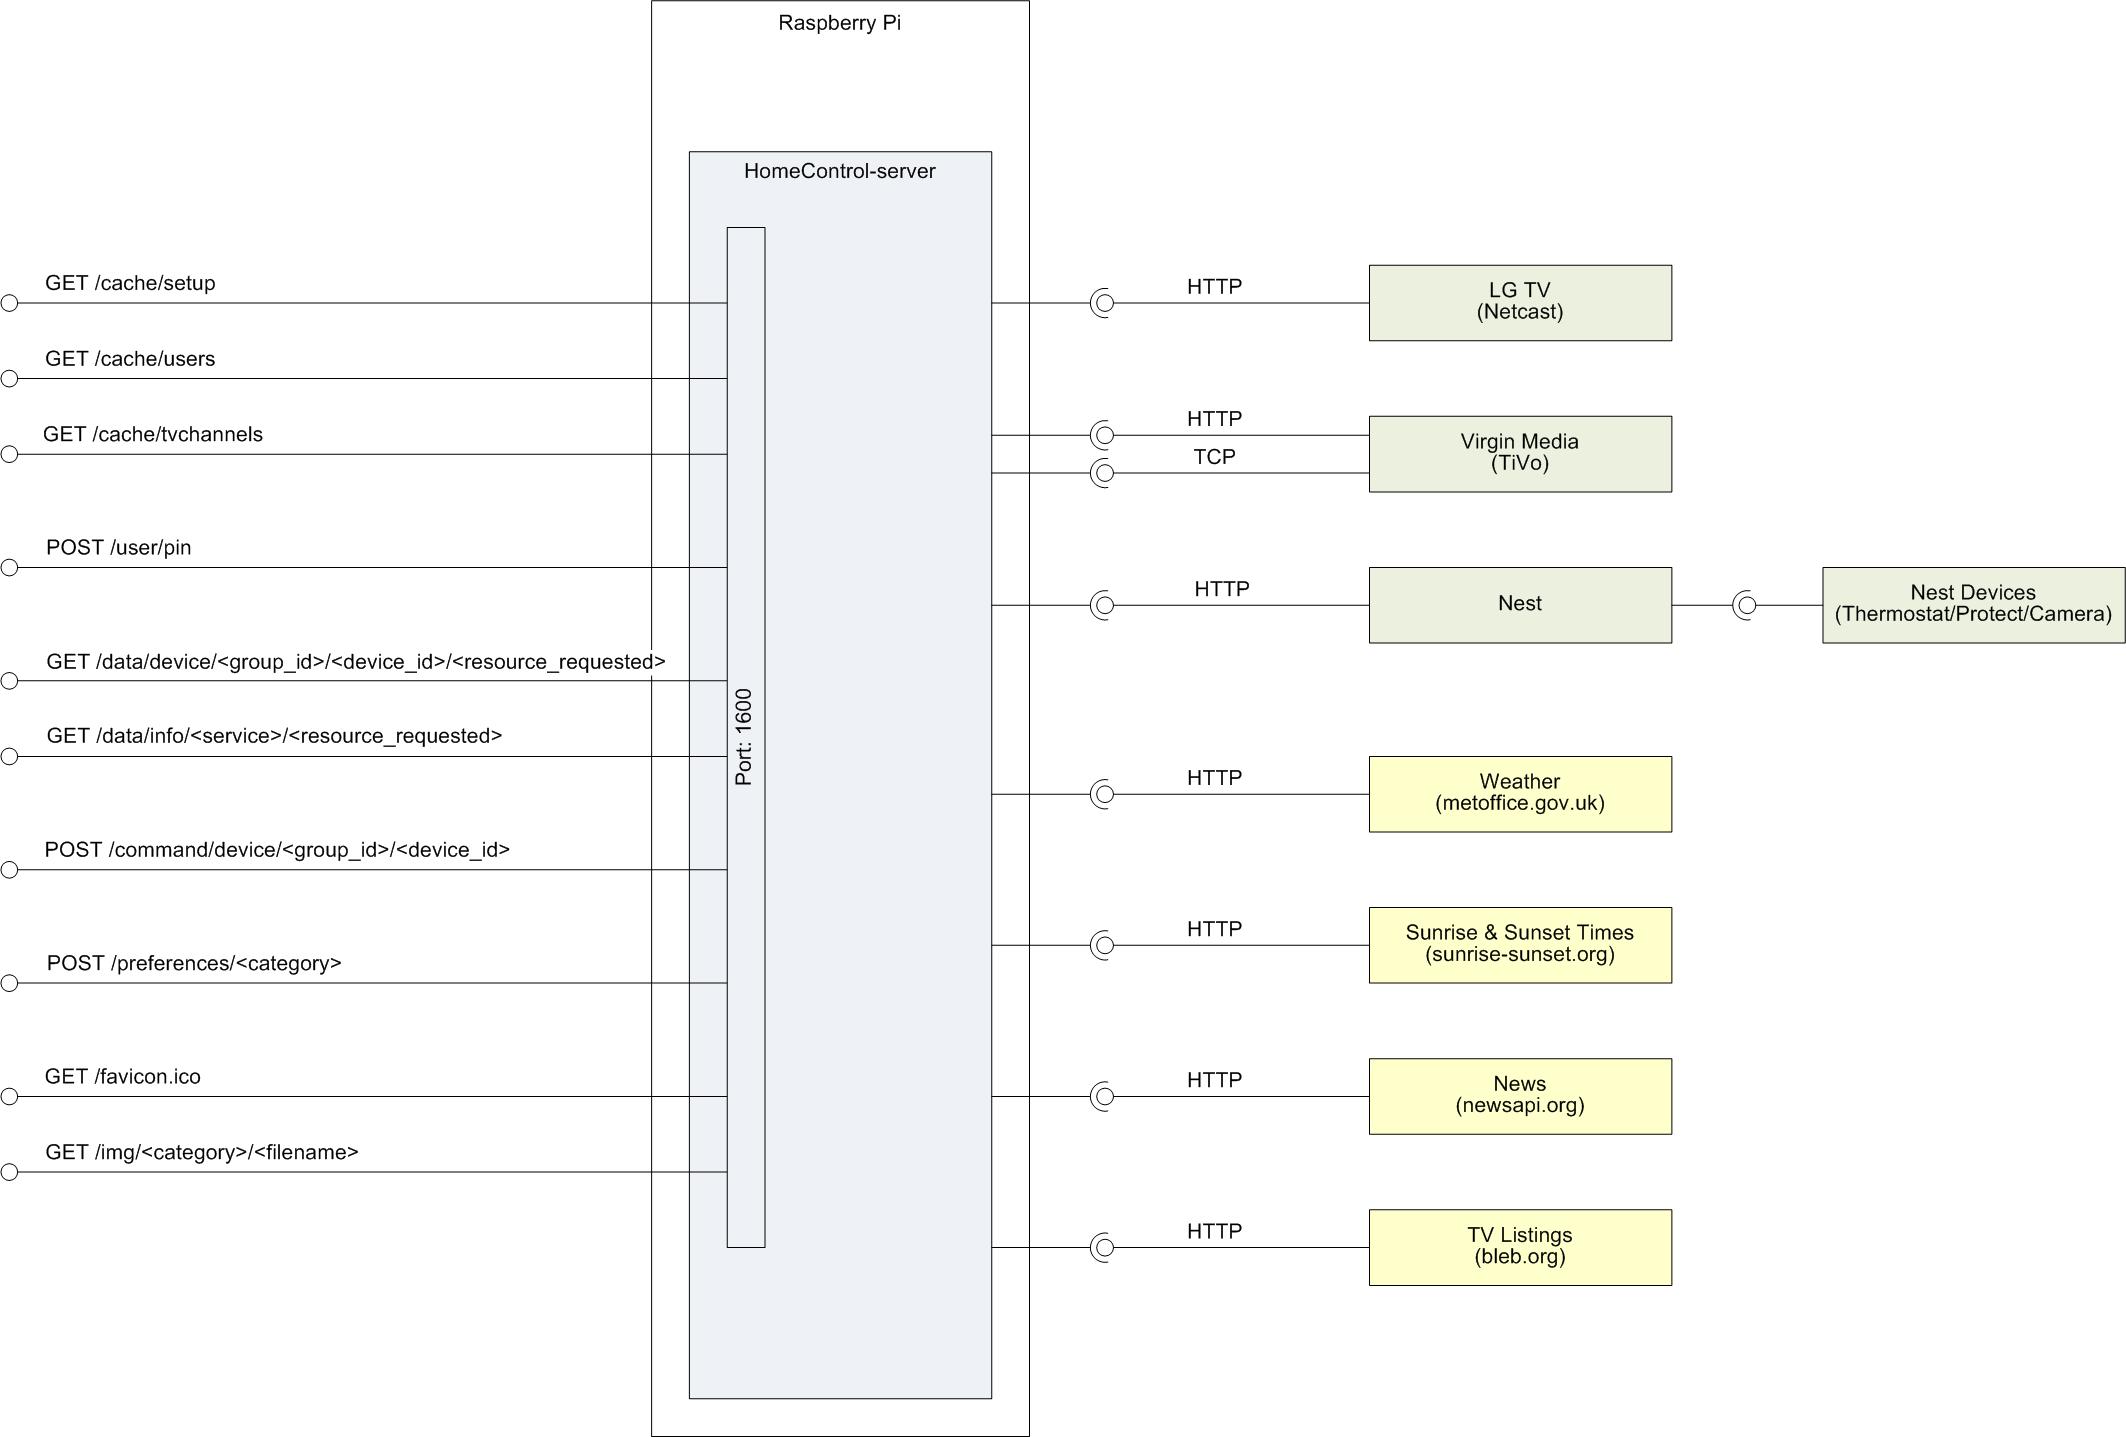 Raspberry Pi
HomeControl-server
Port: 1600
GET /cache/setup
GET /cache/users
GET /cache/tvchannels
POST /user/pin
GET /data/device/<group_id>/<device_id>/<resource_requested>
GET /data/info/<service>/<resource_requested>
POST /command/device/<group_id>/<device_id>
POST /preferences/<category>
GET /favicon.ico
GET /img/<category>/<filename>
HTTP
LG TV
(Netcast)
HTTP
TCP
Virgin Media
(TiVo)
HTTP
Nest
Nest Devices
(Thermostat/Protect/Camera)
HTTP
Weather
(metoffice.gov.uk)
HTTP
Sunrise & Sunset Times
(sunrise-sunset.org)
HTTP
News
(newsapi.org)
HTTP
TV Listings
(bleb.org)